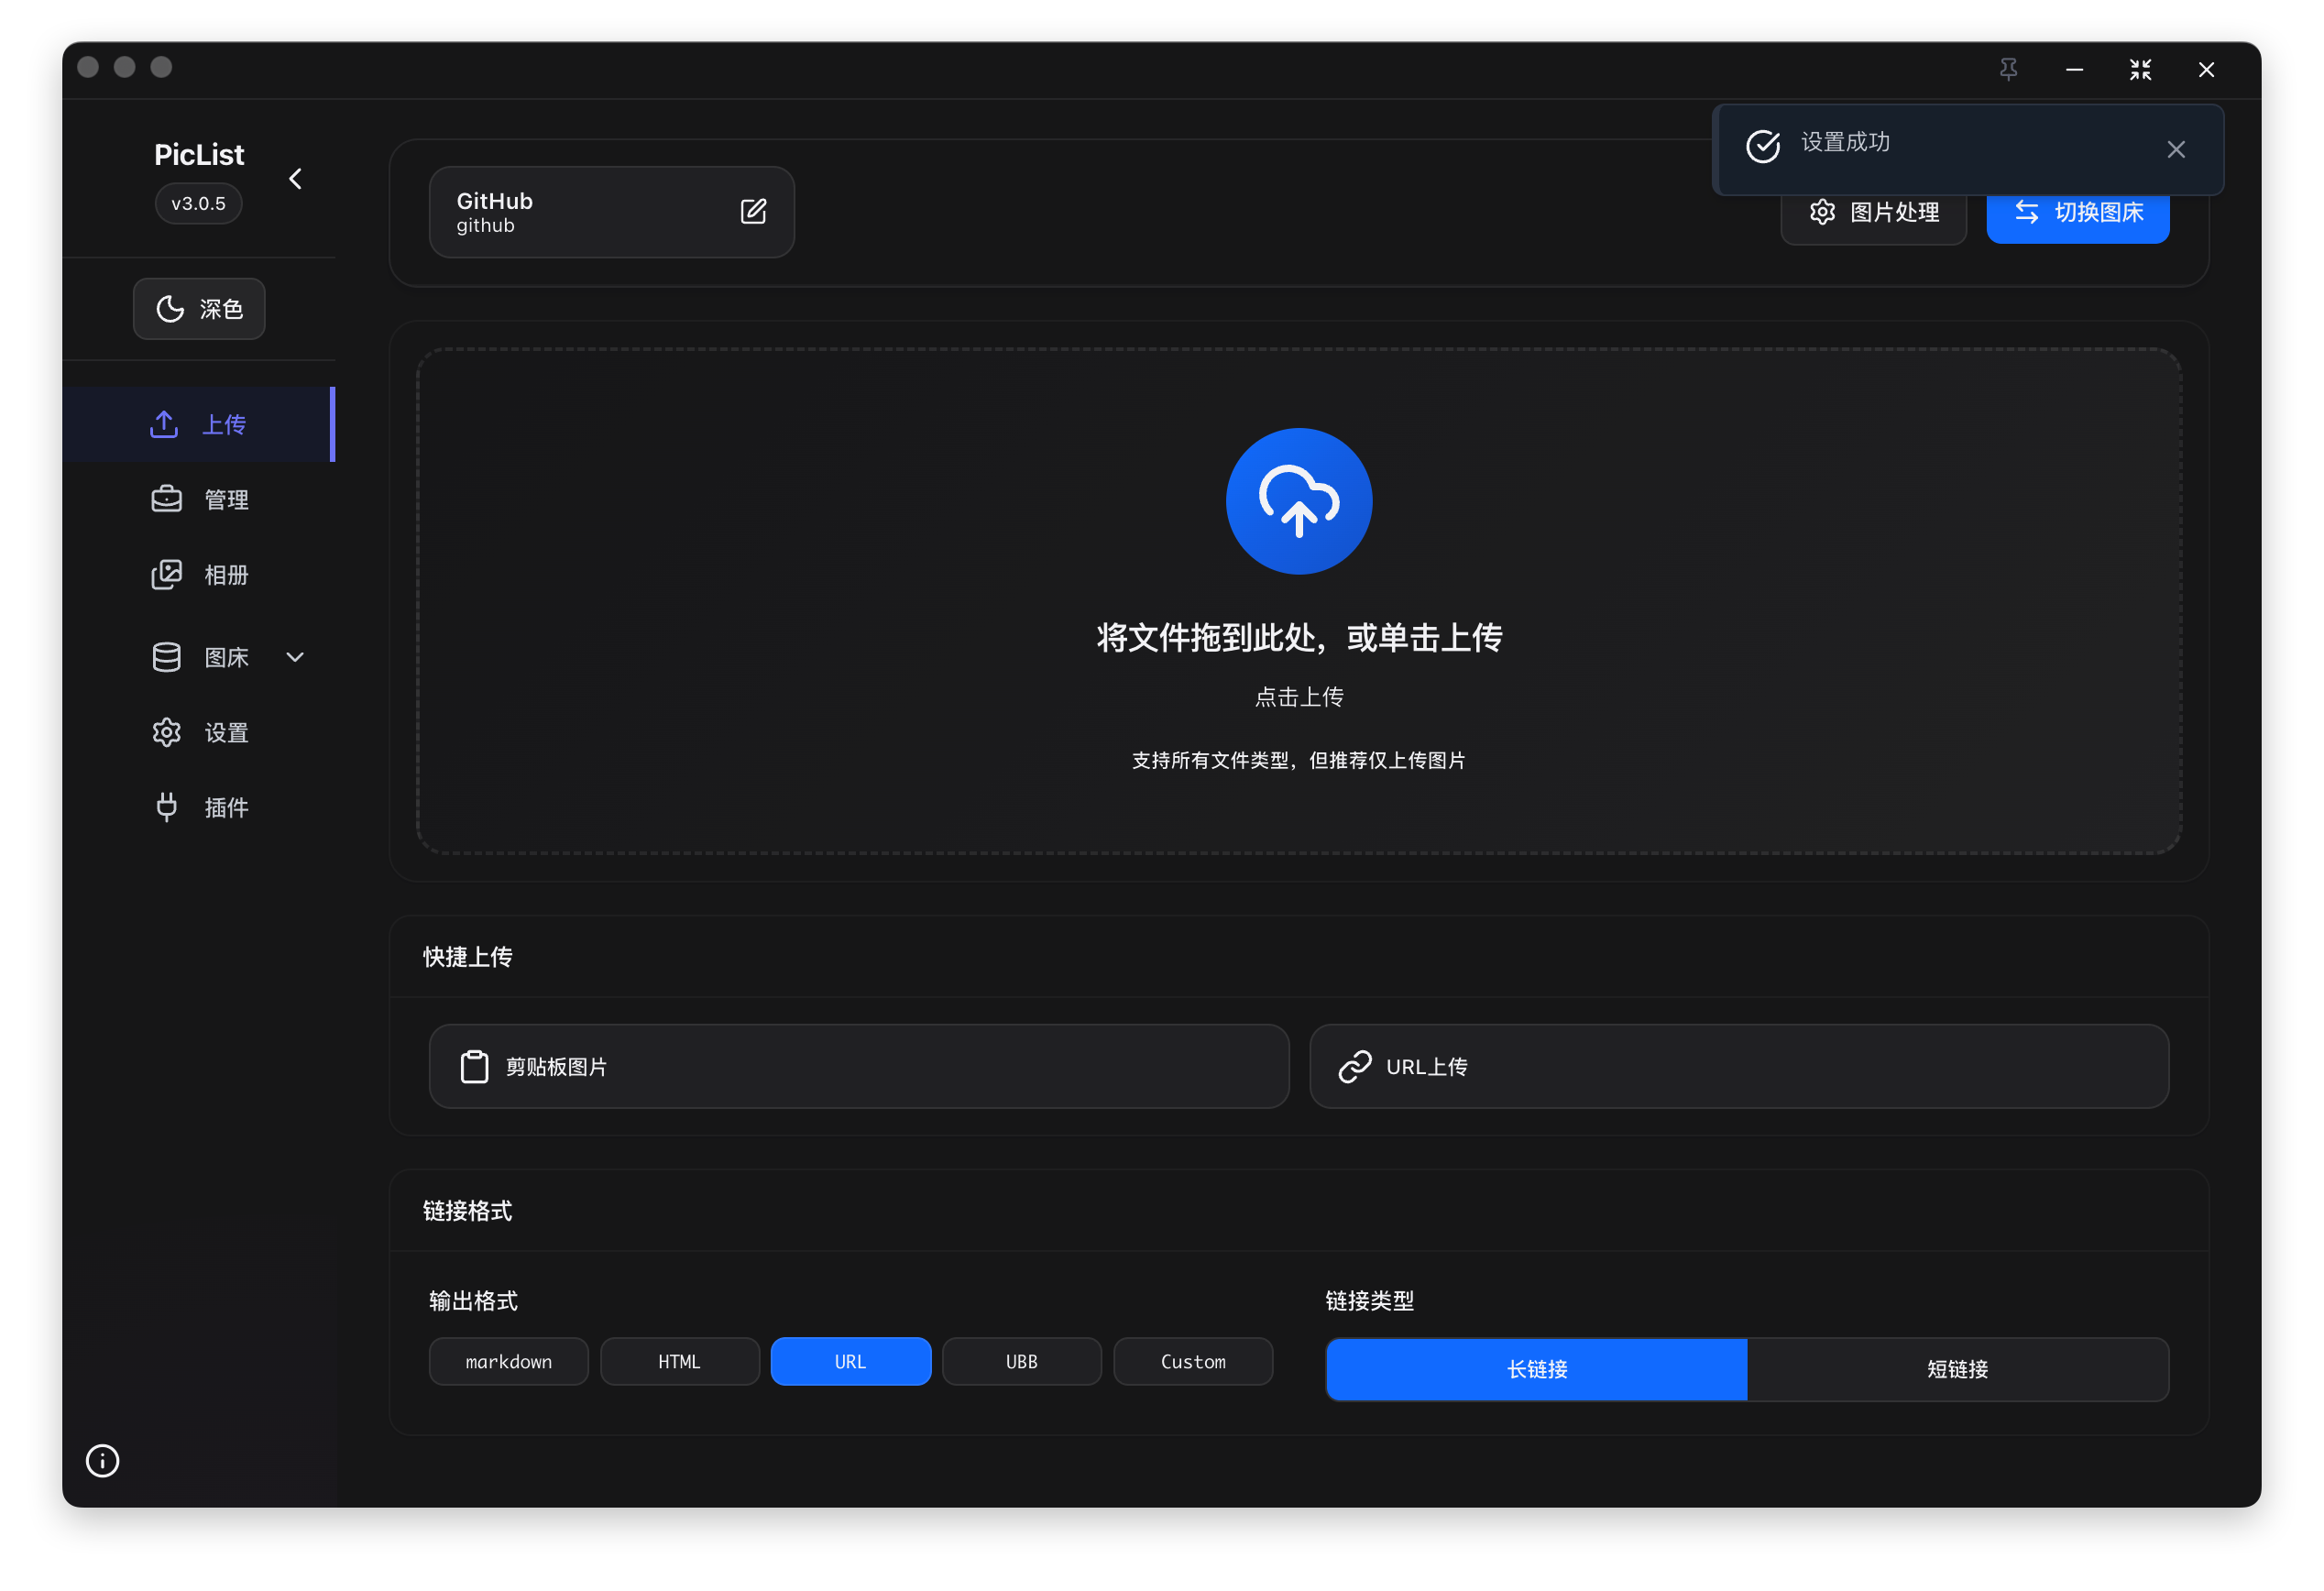 PicList
v3.0.5
深色
上传
管理
相册
图床
设置
插件
设置成功
GitHub
github
图片处理
切换图床
将文件拖到此处，或单击上传
点击上传
支持所有文件类型，但推荐仅上传图片
快捷上传
剪贴板图片
URL上传
链接格式
输出格式
markdown
HTML
URL
UBB
Custom
链接类型
长链接
短链接